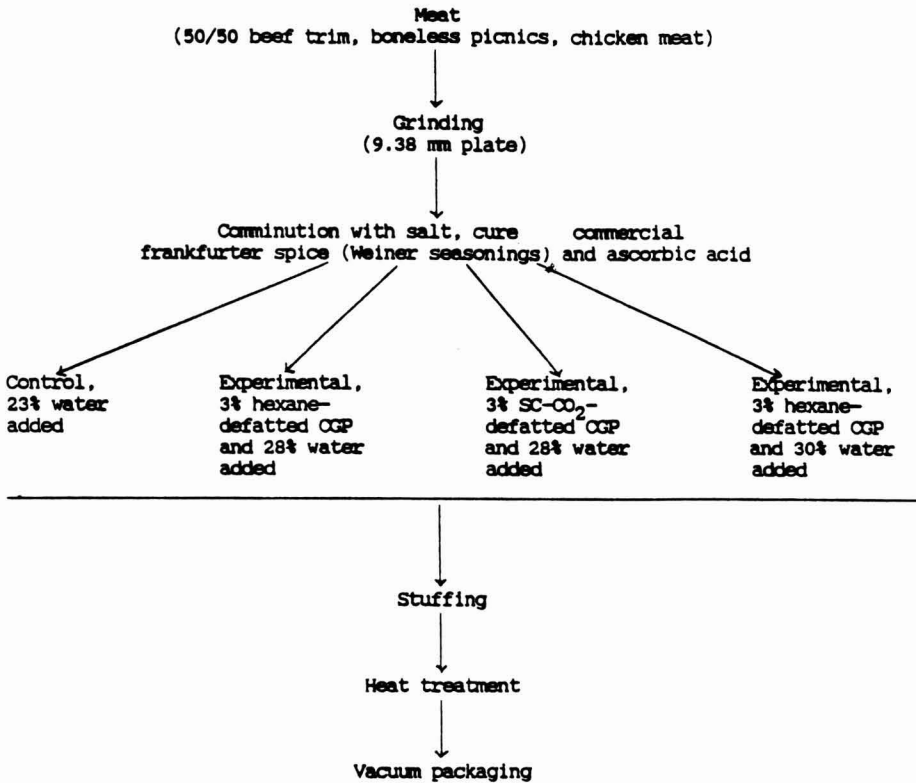 Meat
(50/50 beef trim, boneless picnics, chicken meat)
Grinding
(9.38 mm plate)
Comminution with salt, cure commercial
frankfurter spice (Weiner seasonings) and ascorbic acid
Control,
23% water
added
Experimental,
3% hexane-
defatted CGP
and 28% water
added
Experimental,
3% SC-CO2-
defatted CGP
and 28% water
added
Experimental,
3% hexane-
defatted CGP
and 30% water
added
Stuffing
Heat treatment
Vacuum packaging